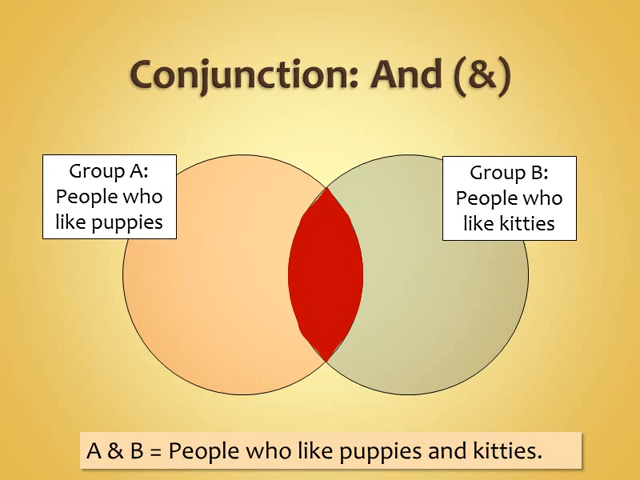 Conjunction: And (&)
Group A:
People who
like puppies
Group B:
People who
like kitties
A & B = People who like puppies and kitties.